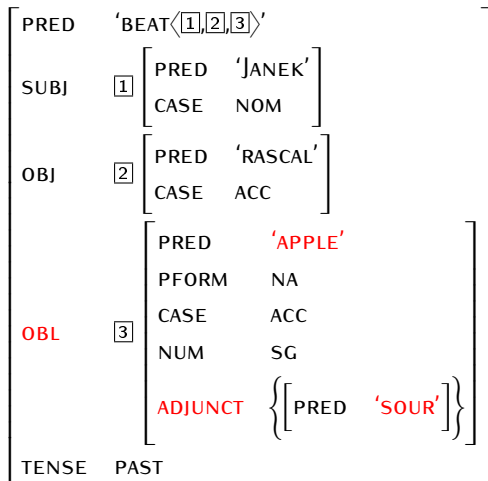 PRED ‘BEAT⟨1,2,3⟩’
SUBJ 1 PRED ‘JANEK’
CASE NOM
OBJ 2 PRED ‘RASCAL’
CASE ACC
PRED ‘APPLE’
PFORM NA
OBL 3 CASE ACC
NUM SG
ADJUNCT {[PRED ‘SOUR’]}
TENSE PAST